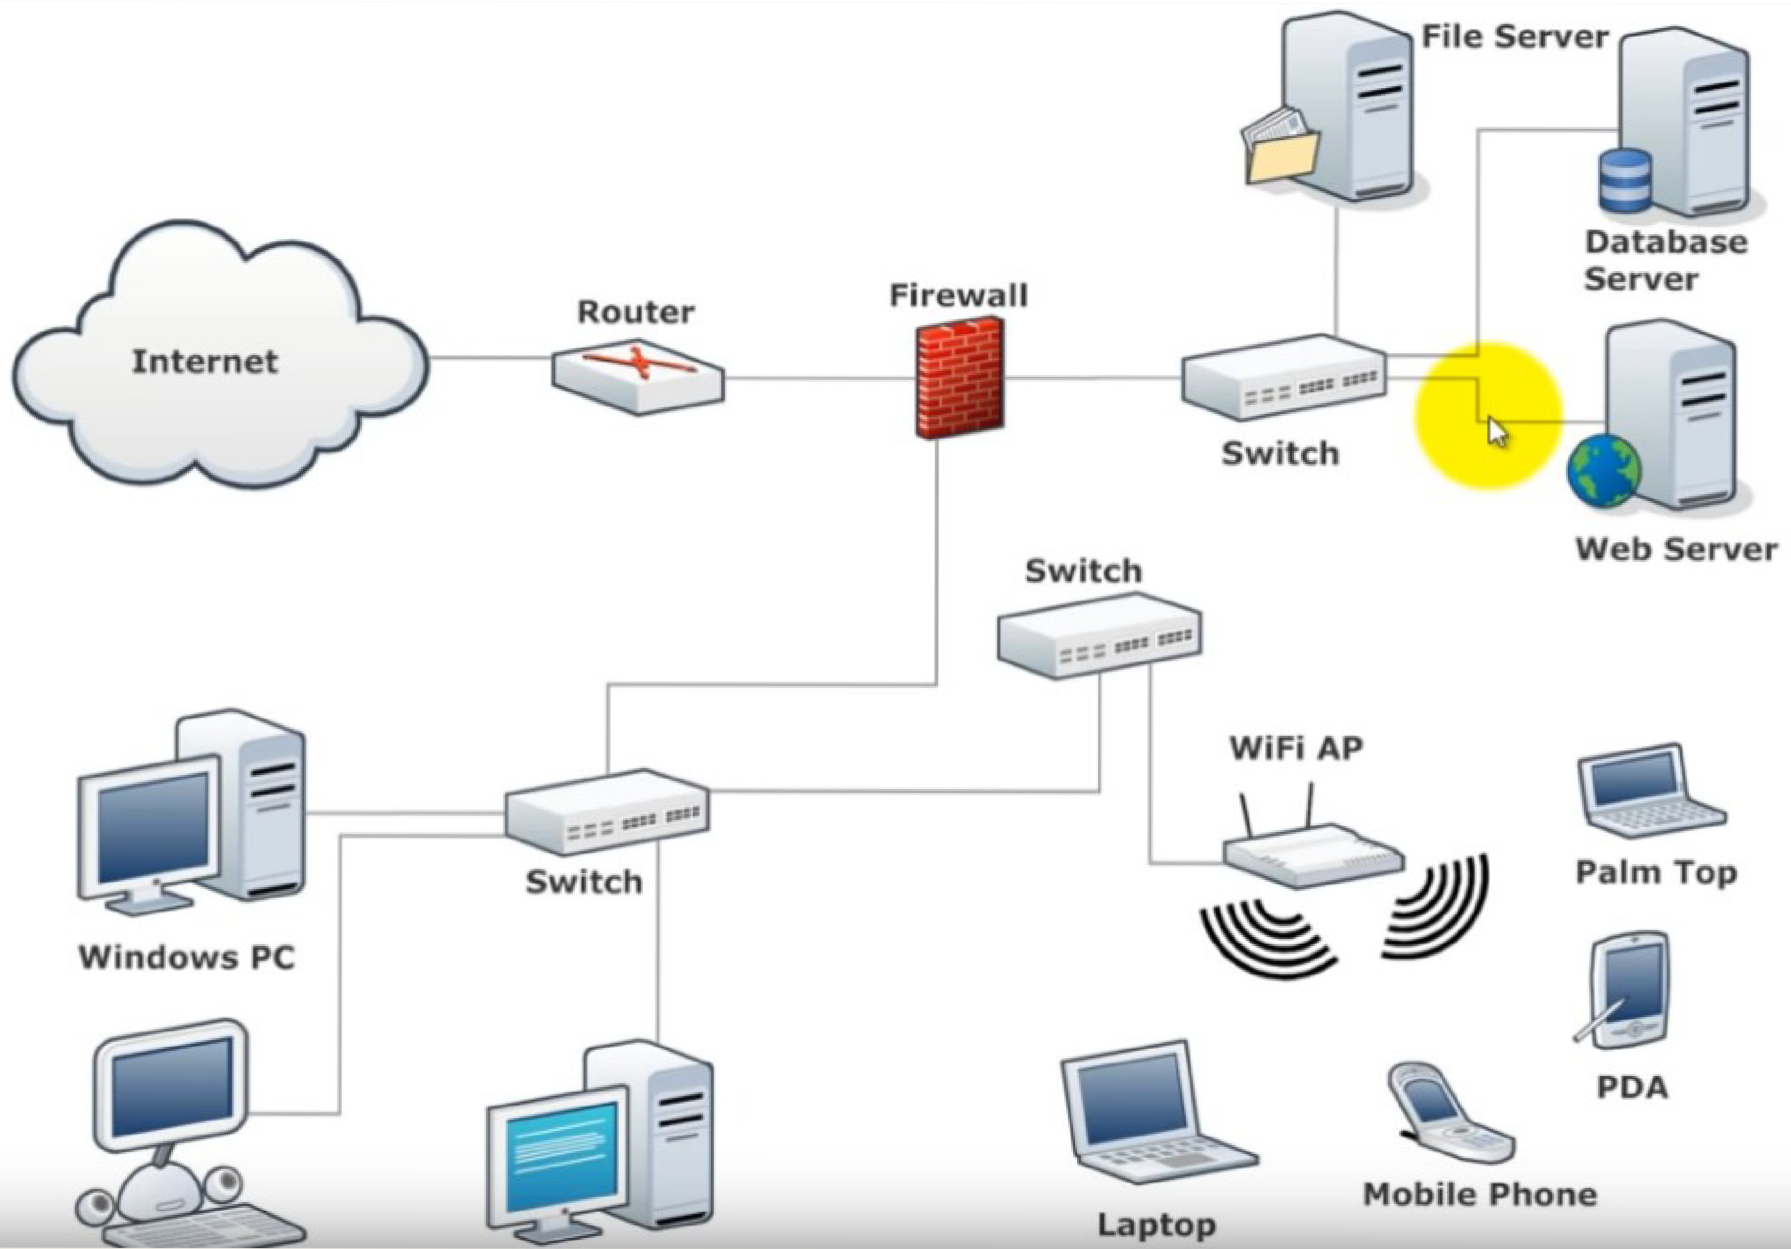 File Server
Database
Server
Firewall
Router
Internet
Switch
Web Server
Switch
WiFi AP
Palm Top
Switch
Windows PC
PDA
Mobile Phone
Laptop